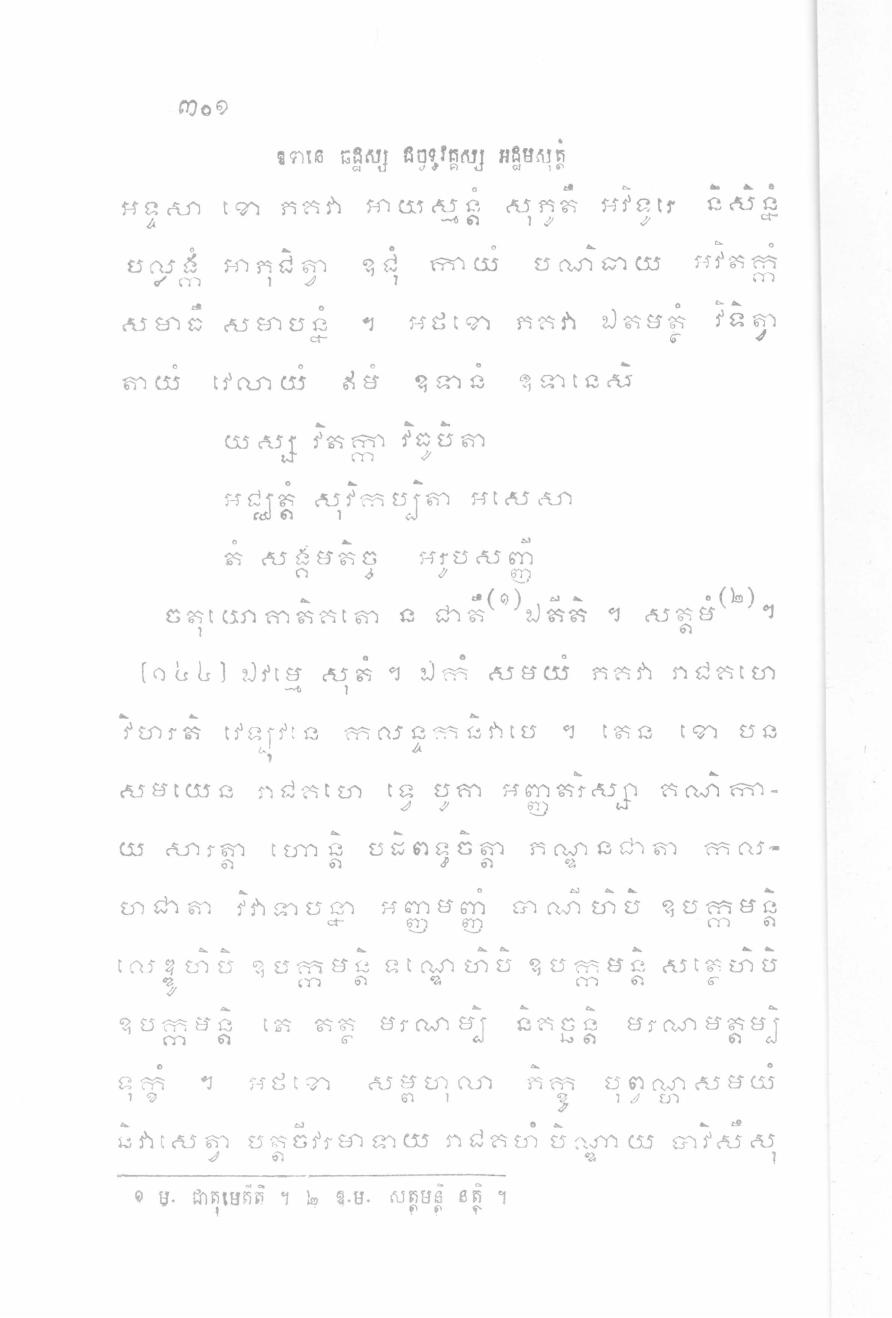 ៣០១
ឧទានេ ឆដ្ឋស្ស ជច្ចន្ធវគ្គស្ស អដ្ឋមសុត្តំ
អទ្ទសា ខោ ភគវា អាយស្មន្តំ សុភូតឹ អវិទូរេ និសិន្នំ
បល្លង្កំ អាភុជិត្វា ឧជុំ កាយំ បណិធាយ អវិតក្កំ
សមាធឹ សមាបន្នំ ។ អថខោ ភគវា ឯតមត្ថំ វិទិត្វា
តាយំ វេលាយំ ឥមំ ឧទានំ ឧទានេសិ
យស្ស វិតក្កា វិធូបិតា
អជ្ឈត្តំ សុវិកប្បិតា អសេសា
តំ សង្គមតិច្ច អរូបសញ្ញី
ចតុយោគាតិគតោ ន ជាតឹ(១)ឯតីតិ ។ សត្តមំ(២)។
[១៤៤] ឯវម្មេ សុតំ ។ ឯកំ សមយំ ភគវា រាជគហេ
វិហរតិ វេឡុវនេ កលន្ទកនិវាបេ ។ តេន ខោ បន
សមយេន រាជគហេ ទ្វេ បូគា អញ្ញតរិស្សា គណិកា-
យ សារត្តា ហោន្តិ បដិពទ្ធចិត្តា ភណ្ឌនជាតា កល-
ហជាតា វិវាទាបន្នា អញ្ញមញ្ញំ បាណីហិបិ ឧបក្កមន្តិ
លេឌ្ឌូហិបិ ឧបក្កមន្តិ ទណ្ឌេហិបិ ឧបក្កមន្តិ សត្ថេហិបិ
ឧបក្កមន្តិ តេ តត្ថ មរណម្បិ និគច្ឆន្តិ មរណមត្តម្បិ
ទុក្ខំ ។ អថខោ សម្ពហុលា ភិក្ខូ បុព្វណ្ហសមយំ
និវាសេត្វា បត្តចីវរមាទាយ រាជគហំ បិណ្ឌាយ បាវិសឹសុ
១ ម. ជាតុមេតីតិ ។ ២ ឱ.ម. សត្តមន្តិ នត្ថិ ។